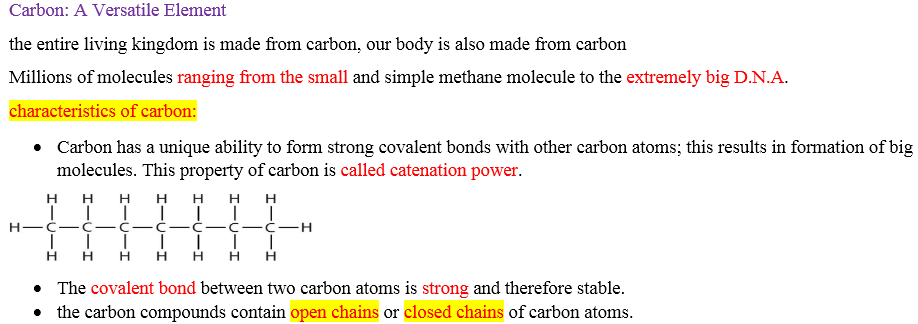 Carbon: A Versatile Element
the entire living kingdom is made from carbon, our body is also made from carbon
Millions of molecules ranging from the small and simple methane molecule to the extremely big D.N.A.
characteristics of carbon:
• Carbon has a unique ability to form strong covalent bonds with other carbon atoms; this results in formation of big
molecules. This property of carbon is called catenation power.
H H H H H H H
H—C—C—C—C—C—C—C—H
H H H H H H H
• The covalent bond between two carbon atoms is strong and therefore stable.
• the carbon compounds contain open chains or closed chains of carbon atoms.